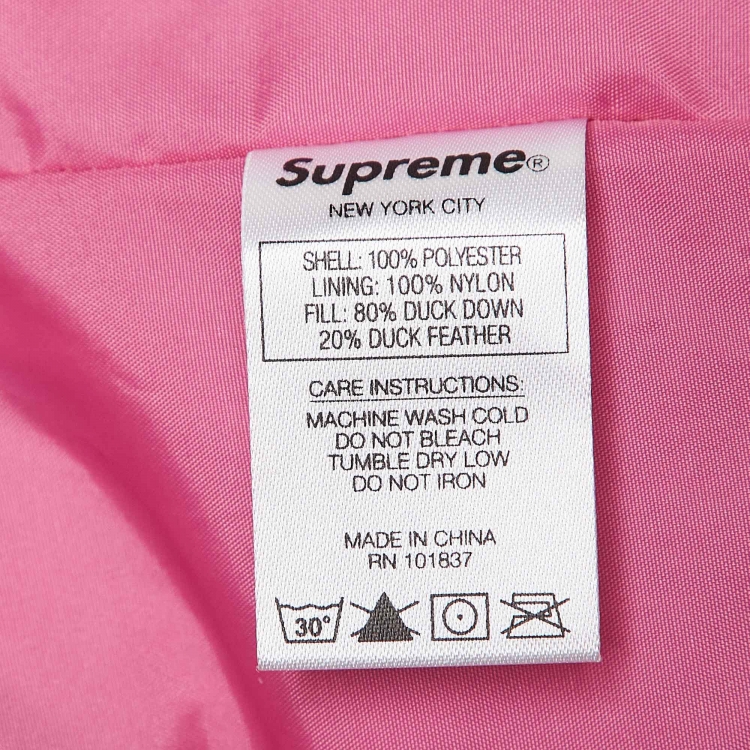 Supreme®
NEW YORK CITY
SHELL: 100% POLYESTER
LINING: 100% NYLON
FILL: 80% DUCK DOWN
20% DUCK FEATHER
CARE INSTRUCTIONS:
MACHINE WASH COLD
DO NOT BLEACH
TUMBLE DRY LOW
DO NOT IRON
MADE IN CHINA
RN 101837
30°